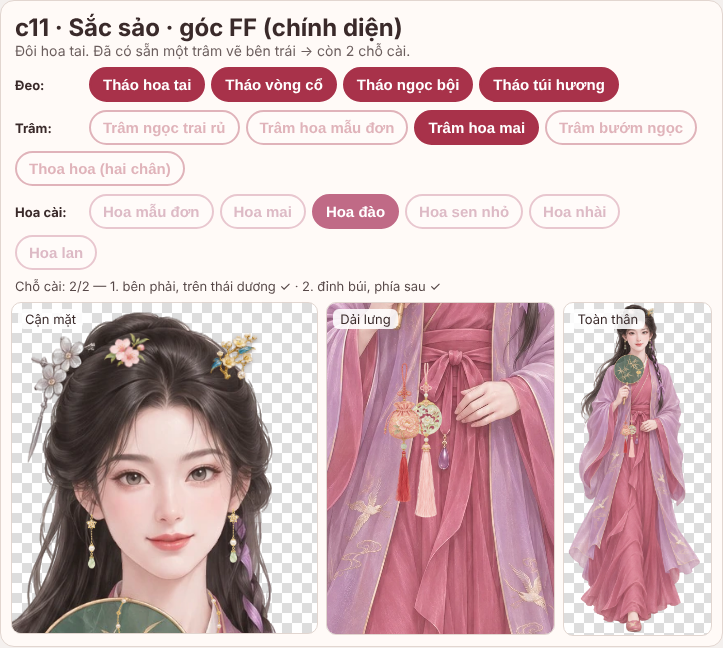 c11 · Sắc sảo · góc FF (chính diện)
Đôi hoa tai. Đã có sẵn một trâm vẽ bên trái → còn 2 chỗ cài.
Đeo: Tháo hoa tai Tháo vòng cổ Tháo ngọc bội Tháo túi hương
Trâm: Trâm ngọc trai rủ Trâm hoa mẫu đơn Trâm hoa mai Trâm bướm ngọc
Thoa hoa (hai chân)
Hoa cài: Hoa mẫu đơn Hoa mai Hoa đào Hoa sen nhỏ Hoa nhài
Hoa lan
Chỗ cài: 2/2 — 1. bên phải, trên thái dương ✓ · 2. đỉnh búi, phía sau ✓
Cận mặt Dải lưng Toàn thân